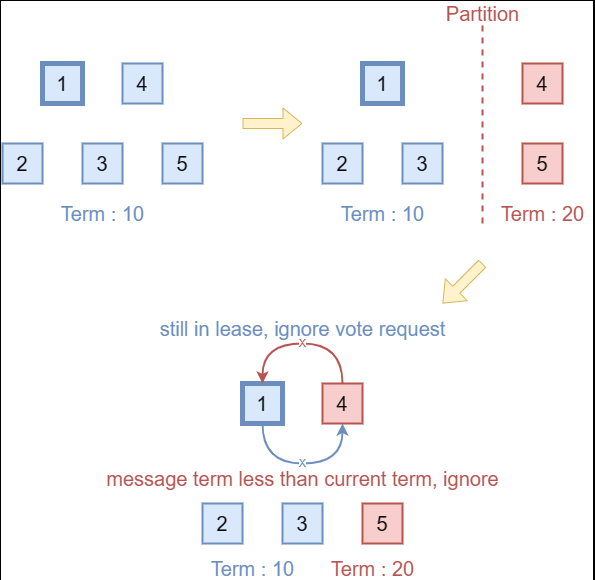 Partition
1 4
1
4
2 3 5
2 3
5
Term : 10
Term : 10
Term : 20
still in lease, ignore vote request
x
1 4
x
message term less than current term, ignore
2 3 5
Term : 10 Term : 20